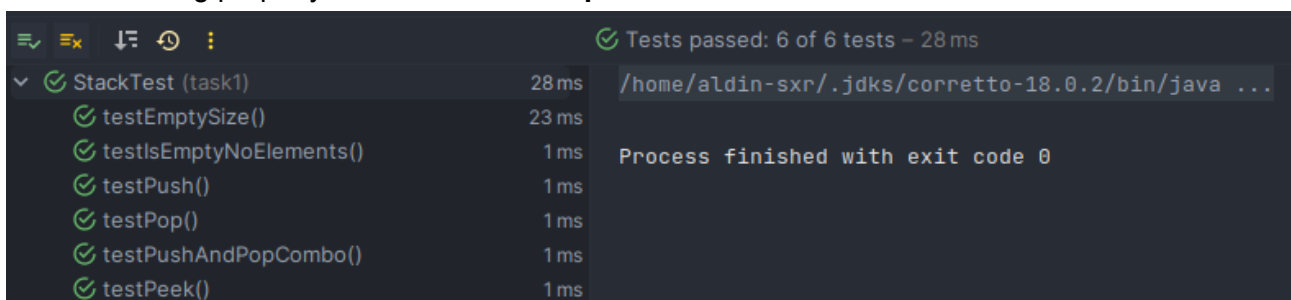 Tests passed: 6 of 6 tests – 28 ms
StackTest (task1) 28 ms
testEmptySize() 23 ms
testIsEmptyNoElements() 1 ms
testPush() 1 ms
testPop() 1 ms
testPushAndPopCombo() 1 ms
testPeek() 1 ms
/home/aldin-sxr/.jdks/corretto-18.0.2/bin/java ...
Process finished with exit code 0